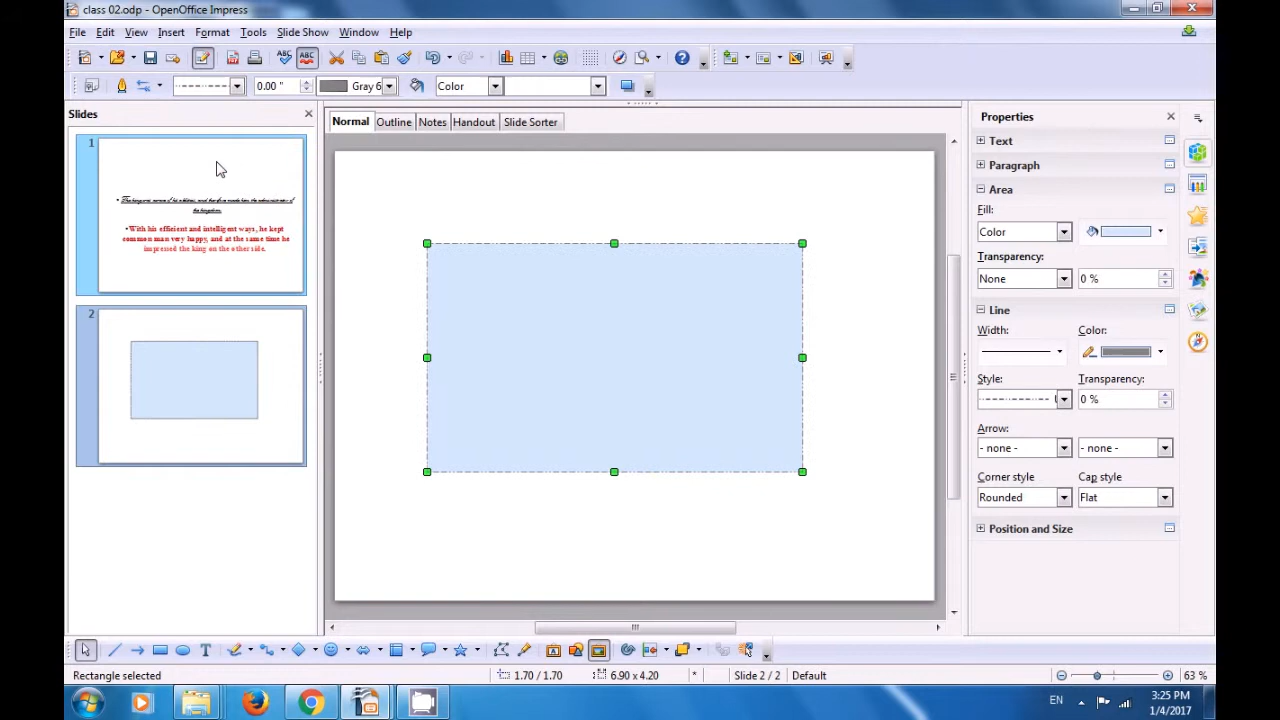 class 02.odp - OpenOffice Impress
File Edit View Insert Format Tools Slide Show Window Help
0.00 " Gray 6 Color
Slides
Normal Outline Notes Handout Slide Sorter
1
With his efficient and intelligent ways, he kept
common man very happy, and at the same time he
impressed the king on the other side.
2
Properties
Text
Paragraph
Area
Fill:
Color
Transparency:
None 0 %
Line
Width: Color:
Style: Transparency:
0 %
Arrow:
- none - - none -
Corner style Cap style
Rounded Flat
Position and Size
Rectangle selected 1.70 / 1.70 6.90 x 4.20 * Slide 2 / 2 Default 63 %
EN 3:25 PM
1/4/2017